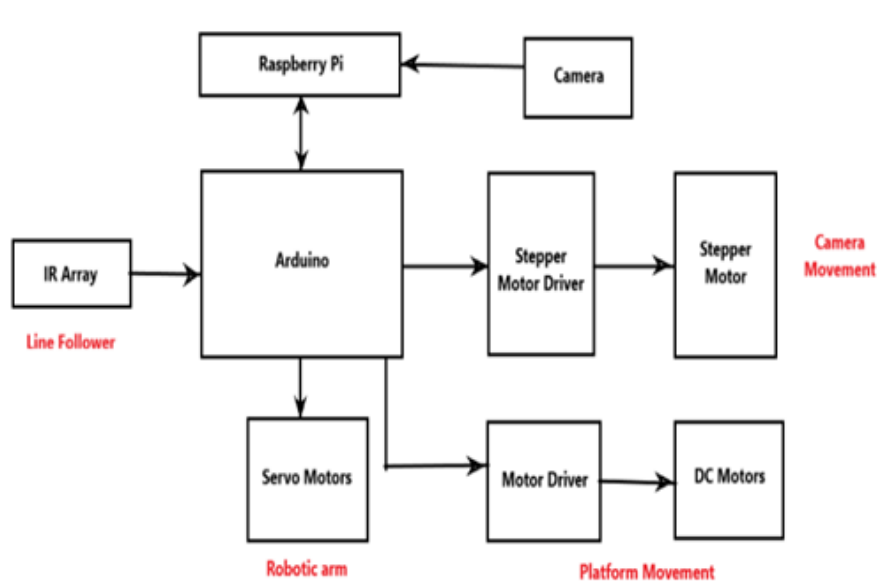 Raspberry Pi
Camera
Arduino
Stepper
Motor Driver
Stepper
Motor
Camera
Movement
IR Array
Line Follower
Servo Motors
Motor Driver
DC Motors
Robotic arm
Platform Movement